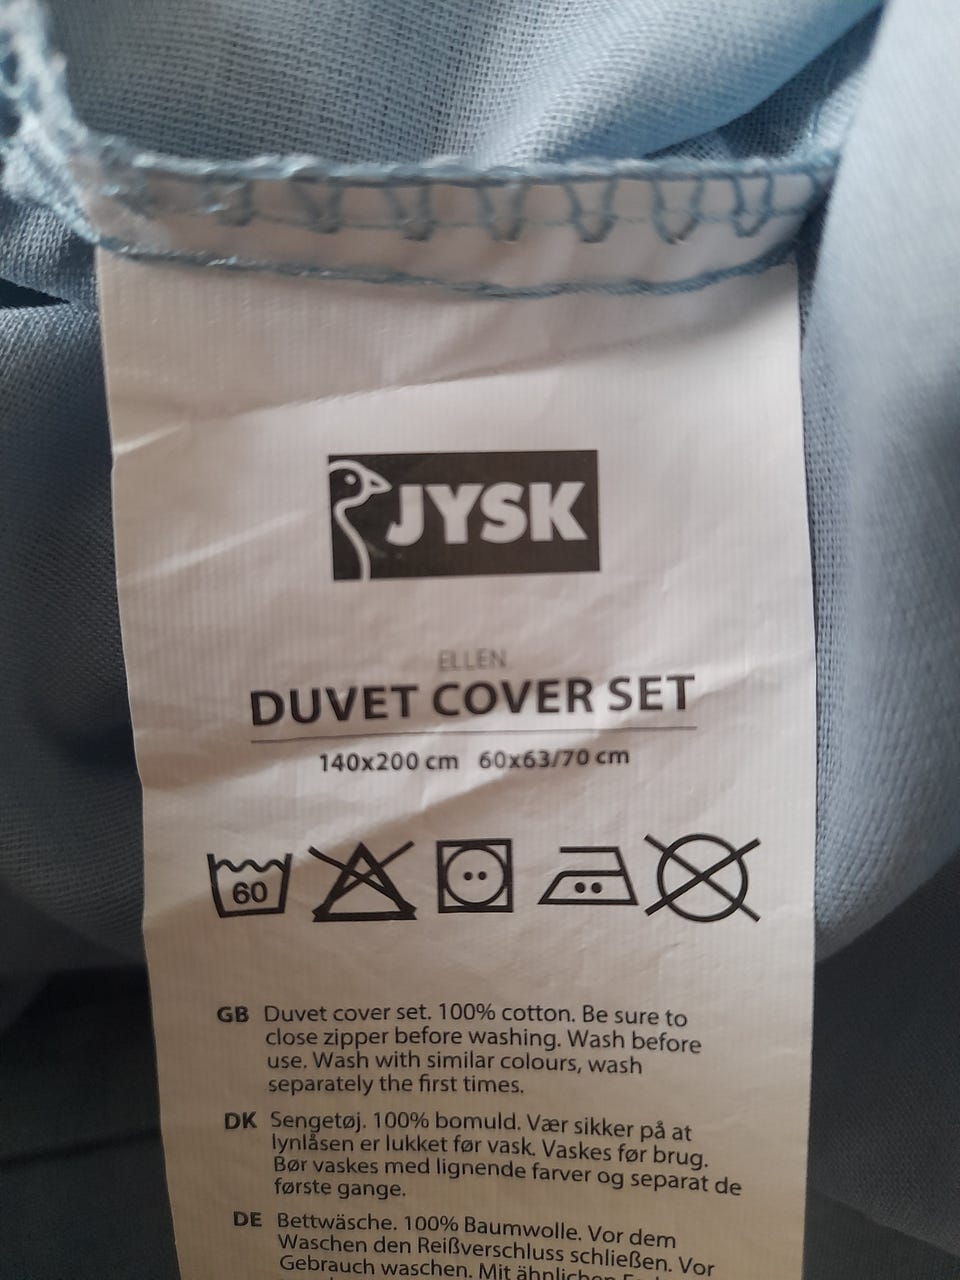 JYSK
ELLEN
DUVET COVER SET
140x200 cm 60x63/70 cm
60
GB Duvet cover set. 100% cotton. Be sure to
close zipper before washing. Wash before
use. Wash with similar colours, wash
separately the first times.
DK Sengetøj. 100% bomuld. Vær sikker på at
lynlåsen er lukket før vask. Vaskes før brug.
Bør vaskes med lignende farver og separat de
første gange.
DE Bettwäsche. 100% Baumwolle. Vor dem
Waschen den Reißverschluss schließen. Vor
Gebrauch waschen. Mit ähnlichen